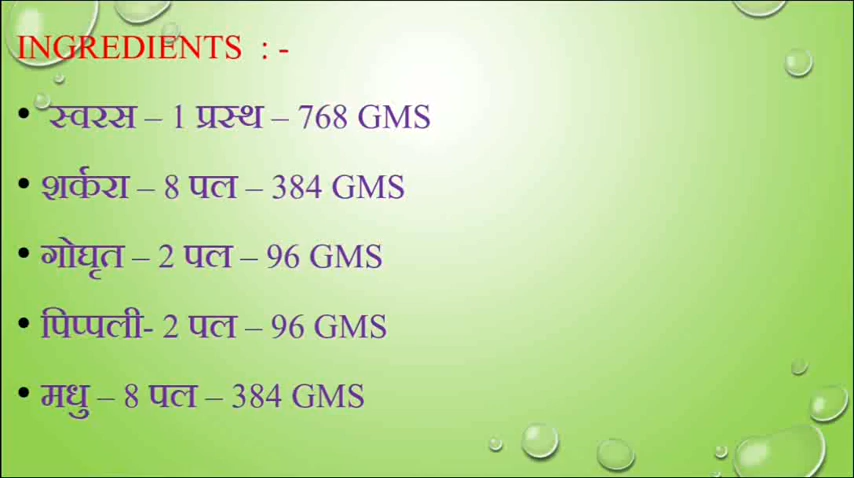 INGREDIENTS : -
• स्वरस – 1 प्रस्थ – 768 GMS
• शर्करा – 8 पल – 384 GMS
• गोघृत – 2 पल – 96 GMS
• पिप्पली- 2 पल – 96 GMS
• मधु – 8 पल – 384 GMS